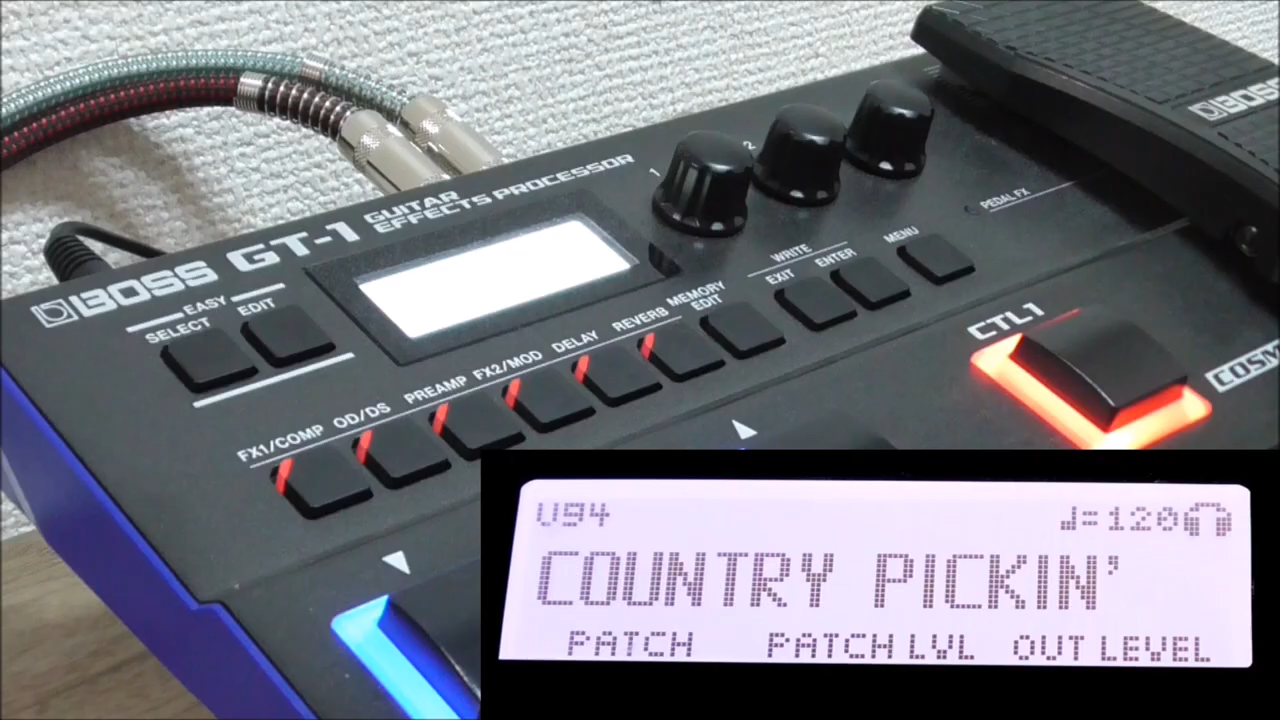 BOSS
BOSS GT-1 GUITAR EFFECTS PROCESSOR
1 2
PEDAL FX
EASY
SELECT EDIT
WRITE
EXIT ENTER MENU
FX1/COMP OD/DS PREAMP FX2/MOD DELAY REVERB MEMORY EDIT
CTL1
COSM
U94 ♩=120
COUNTRY PICKIN'
PATCH PATCH LVL OUT LEVEL